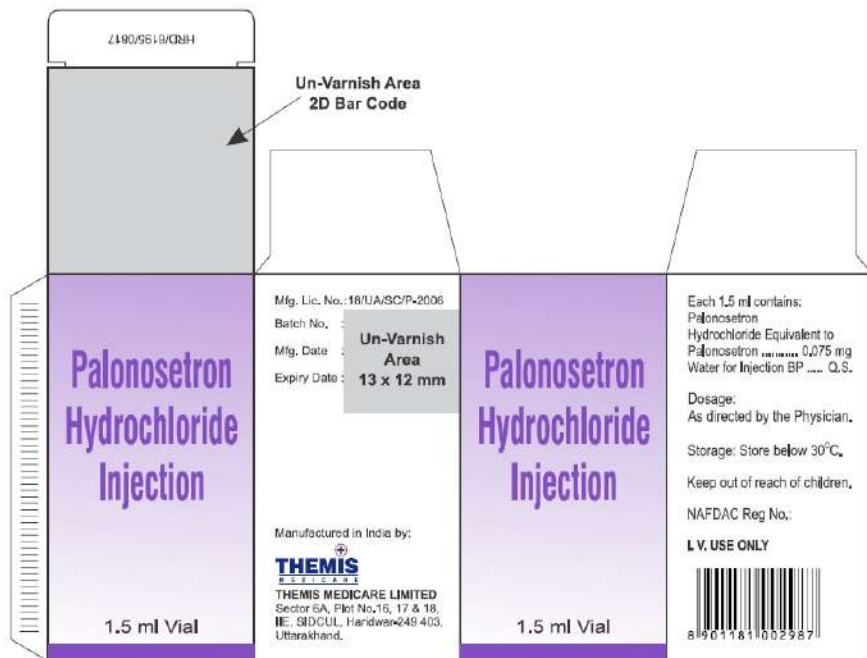 HRD/6195/0817
Un-Varnish Area
2D Bar Code
Palonosetron
Hydrochloride
Injection
1.5 ml Vial
Mfg. Lic. No.:18/UA/SC/P-2006
Batch No. :
Mfg. Date :
Expiry Date :
Un-Varnish
Area
13 x 12 mm
Manufactured in India by:
THEMIS
MEDICARE
THEMIS MEDICARE LIMITED
Sector 6A, Plot No.16, 17 & 18,
IIE, SIDCUL, Haridwar-249 403,
Uttarakhand.
Palonosetron
Hydrochloride
Injection
1.5 ml Vial
Each 1.5 ml contains:
Palonosetron
Hydrochloride Equivalent to
Palonosetron .......... 0.075 mg
Water for Injection BP ..... Q.S.
Dosage:
As directed by the Physician.
Storage: Store below 30°C.
Keep out of reach of children.
NAFDAC Reg No.:
I. V. USE ONLY
8 901181 002987